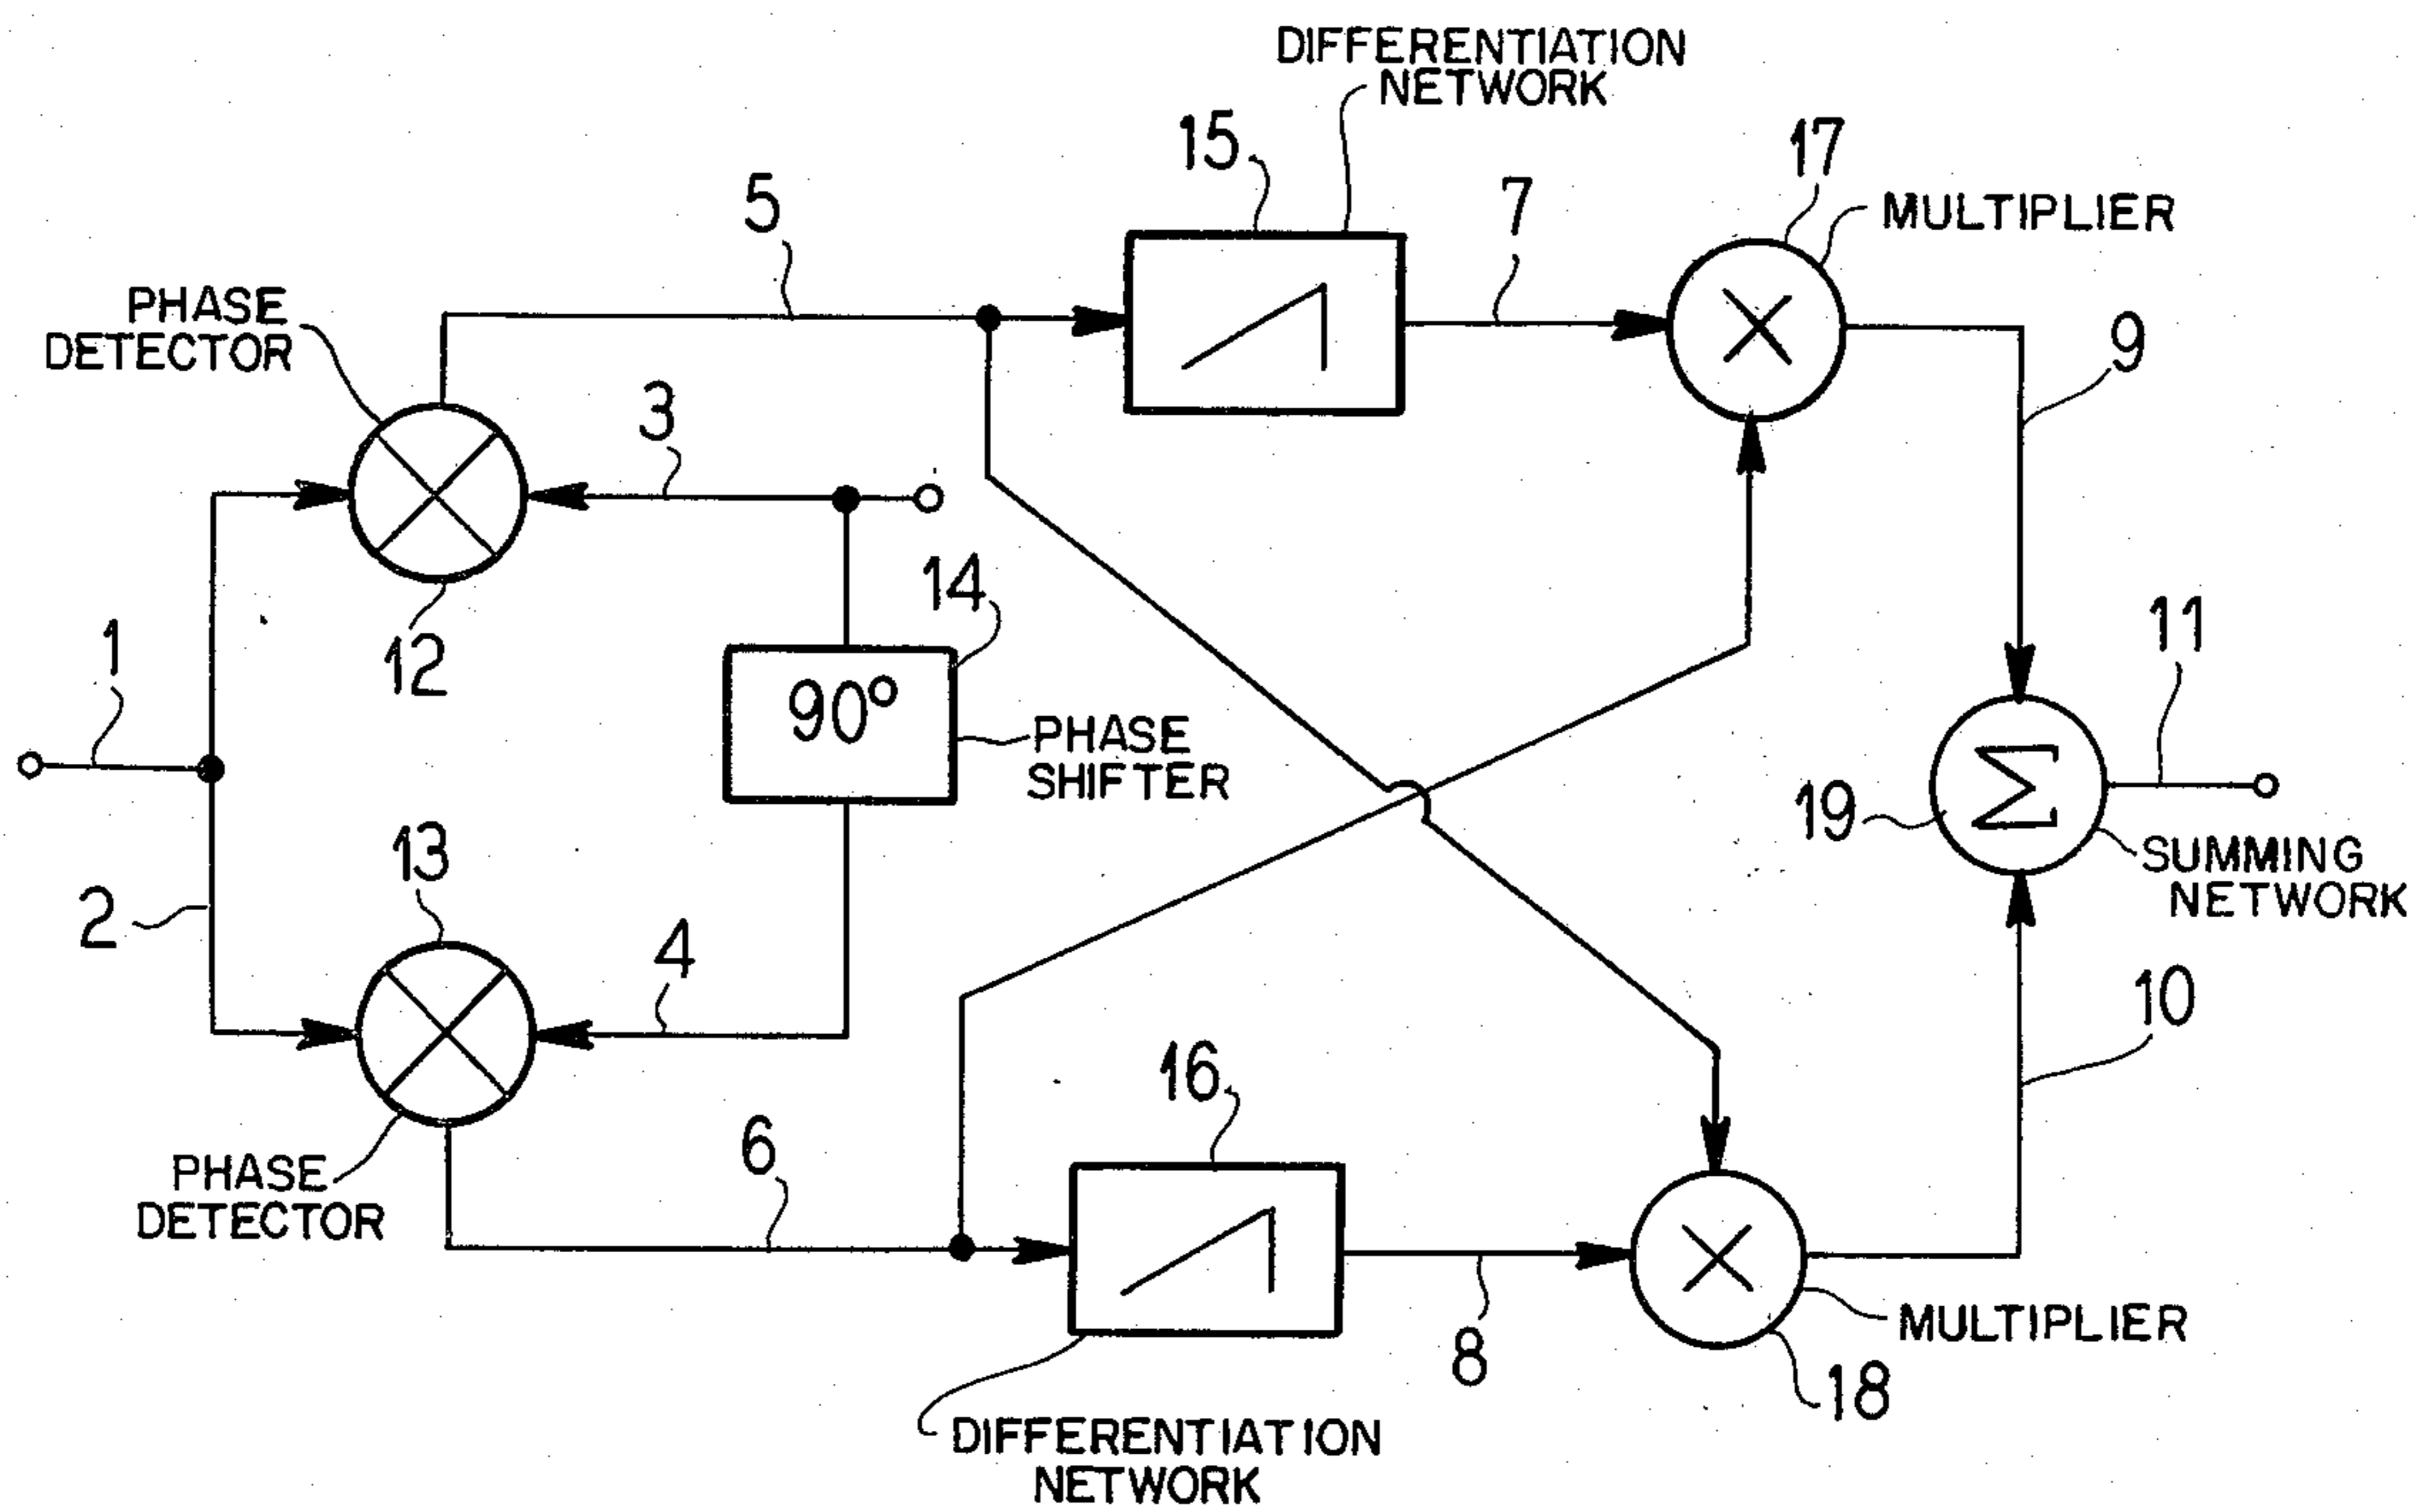 DIFFERENTIATION
NETWORK
15
17
7
MULTIPLIER
5
PHASE
DETECTOR
9
3
14
12
1
11
90°
PHASE
SHIFTER
19
Σ
SUMMING
NETWORK
13
2
4
10
16
6
PHASE
DETECTOR
8
MULTIPLIER
18
DIFFERENTIATION
NETWORK